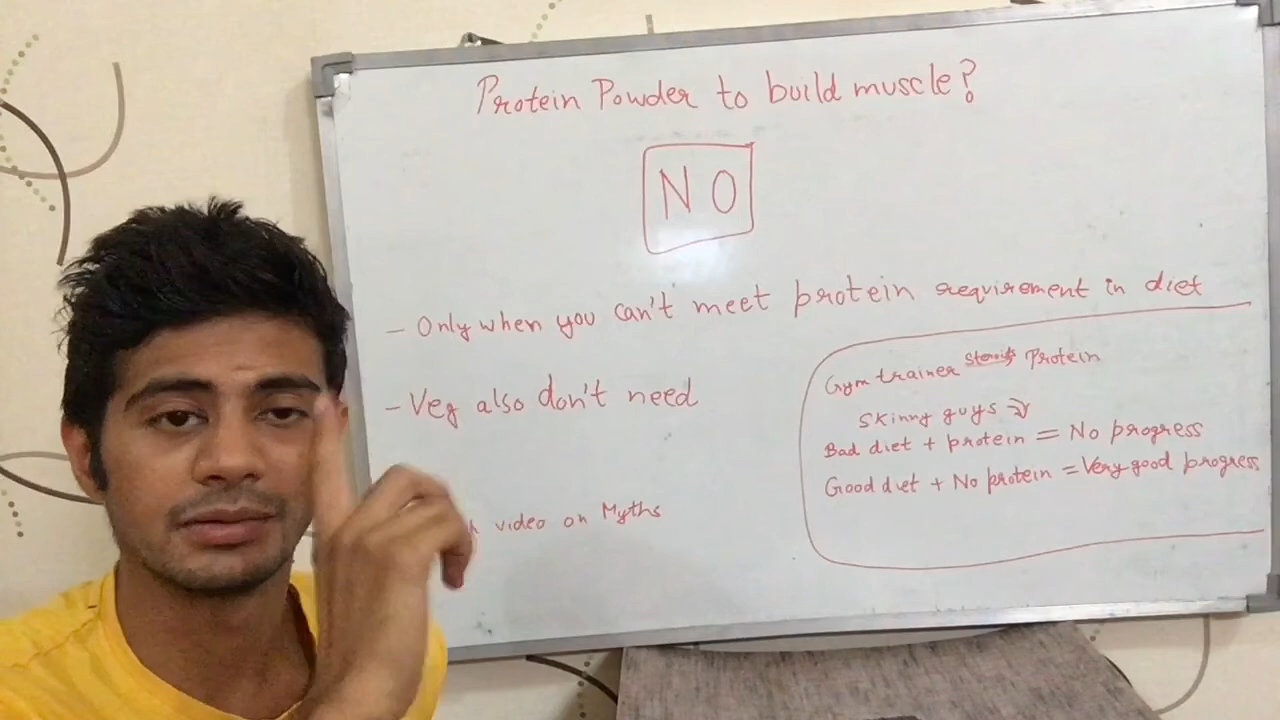 Protein Powder to build muscle?
NO
- Only when you can't meet protein requirement in diet
- Veg also don't need
video on Myths
Gym trainer Steroids Protein
Skinny guys
Bad diet + protein = No progress
Good diet + No protein = Very good progress